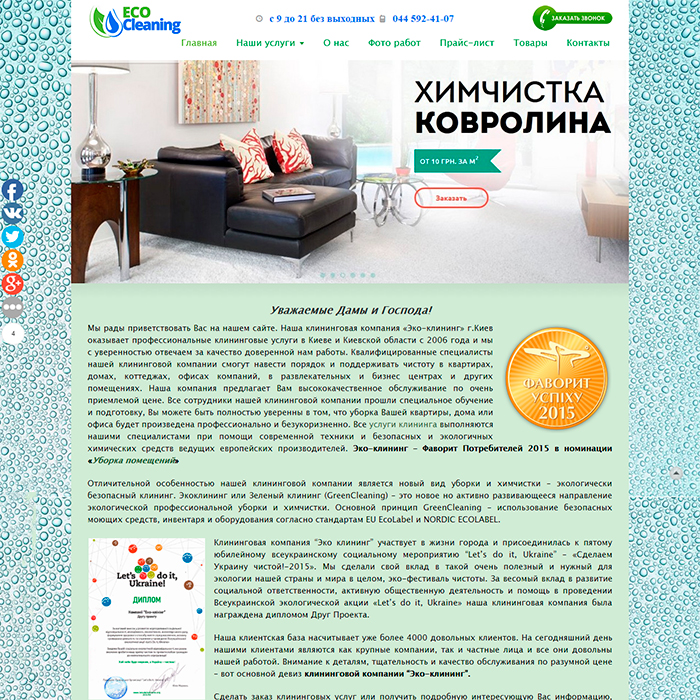 ECO
Cleaning
с 9 до 21 без выходных 044 592-41-07
ЗАКАЗАТЬ ЗВОНОК
Главная Наши услуги О нас Фото работ Прайс-лист Товары Контакты
ХИМЧИСТКА
КОВРОЛИНА
ОТ 10 ГРН. ЗА М²
Заказать
4
Уважаемые Дамы и Господа!
Мы рады приветствовать Вас на нашем сайте. Наша клининговая компания «Эко-клининг» г.Киев
оказывает профессиональные клининговые услуги в Киеве и Киевской области с 2006 года и мы
с уверенностью отвечаем за качество доверенной нам работы. Квалифицированные специалисты
нашей клининговой компании смогут навести порядок и поддерживать чистоту в квартирах,
домах, коттеджах, офисах компаний, в развлекательных и бизнес центрах и других
помещениях. Наша компания предлагает Вам высококачественное обслуживание по очень
приемлемой цене. Все сотрудники нашей клининговой компании прошли специальное обучение
и подготовку, Вы можете быть полностью уверенны в том, что уборка Вашей квартиры, дома или
офиса будет произведена профессионально и безукоризненно. Все услуги клининга выполняются
нашими специалистами при помощи современной техники и безопасных и экологичных
химических средств ведущих европейских производителей. Эко-клининг – Фаворит Потребителей 2015 в номинации
«Уборка помещений»
ФАВОРИТ
УСПІХУ
2015
Отличительной особенностью нашей клининговой компании является новый вид уборки и химчистки - экологически
безопасный клининг. Экоклининг или Зеленый клининг (GreenCleaning) - это новое но активно развивающееся направление
экологической профессиональной уборки и химчистки. Основной принцип GreenCleaning - использование безопасных
моющих средств, инвентаря и оборудования согласно стандартам EU EcoLabel и NORDIC ECOLABEL.
Let's do it,
Ukraine!
ДИПЛОМ
Клининговая компания "Эко клининг" участвует в жизни города и присоединилась к пятому
юбилейному всеукраинскому социальному мероприятию "Let's do it, Ukraine" – «Сделаем
Украину чистой!–2015». Мы сделали свой вклад в такой очень полезный и нужный для
экологии нашей страны и мира в целом, эко-фестиваль чистоты. За весомый вклад в развитие
социальной ответственности, активную общественную деятельность и помощь в проведении
Всеукраинской экологической акции «Let's do it, Ukraine» наша клининговая компания была
награждена дипломом Друг Проекта.
Наша клиентская база насчитывает уже более 4000 довольных клиентов. На сегодняшний день
нашими клиентами являются как крупные компании, так и частные лица и все они довольны
нашей работой. Внимание к деталям, тщательность и качество обслуживания по разумной цене
- вот основной девиз клининговой компании "Эко-клининг".
Сделать заказ клининговых услуг или получить подробную интересующую Вас информацию,